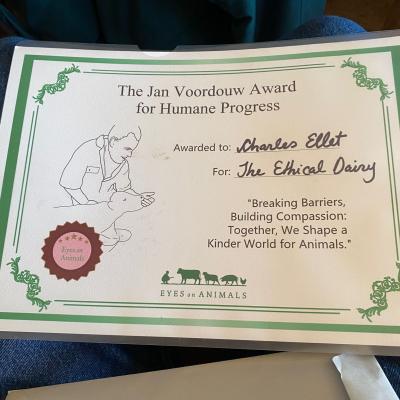 The Jan Voordouw Award
for Humane Progress
Awarded to: Charles Ellet
For: The Ethical Dairy
"Breaking Barriers,
Building Compassion:
Together, We Shape a
Kinder World for Animals."
Eyes on
Animals
EYES on ANIMALS